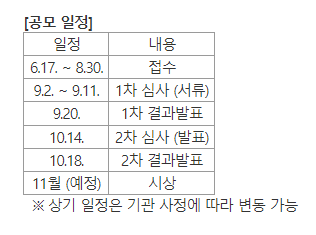 [공모 일정]
일정 내용
6.17. ~ 8.30. 접수
9.2. ~ 9.11. 1차 심사 (서류)
9.20. 1차 결과발표
10.14. 2차 심사 (발표)
10.18. 2차 결과발표
11월 (예정) 시상
※ 상기 일정은 기관 사정에 따라 변동 가능